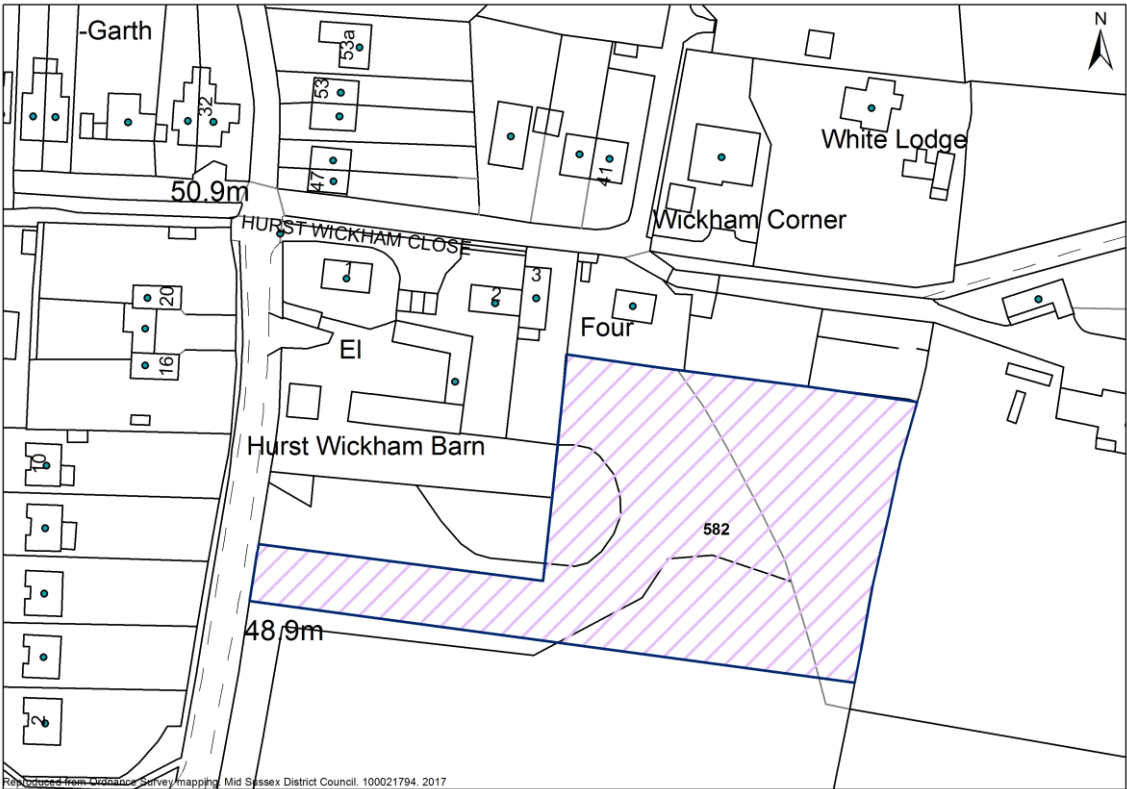 -Garth
N
53a
53
32
White Lodge
47
41
50.9m
Wickham Corner
HURST WICKHAM CLOSE
1
2
3
20
Four
El
16
Hurst Wickham Barn
10
582
48.9m
2
Reproduced from Ordnance Survey mapping. Mid Sussex District Council. 100021794. 2017